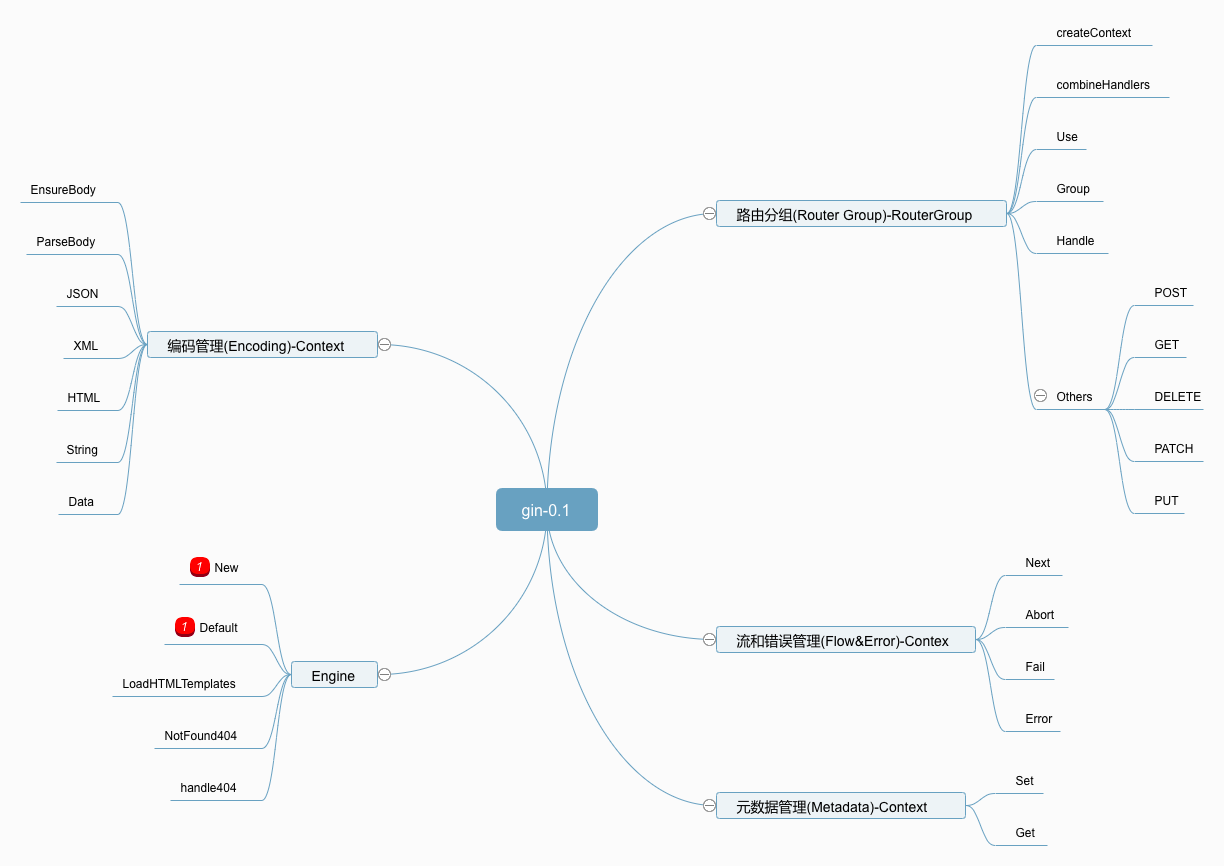 gin-0.1
路由分组(Router Group)-RouterGroup
createContext
combineHandlers
Use
Group
Handle
Others
POST
GET
DELETE
PATCH
PUT
流和错误管理(Flow&Error)-Contex
Next
Abort
Fail
Error
元数据管理(Metadata)-Context
Set
Get
编码管理(Encoding)-Context
EnsureBody
ParseBody
JSON
XML
HTML
String
Data
Engine
1 New
1 Default
LoadHTMLTemplates
NotFound404
handle404